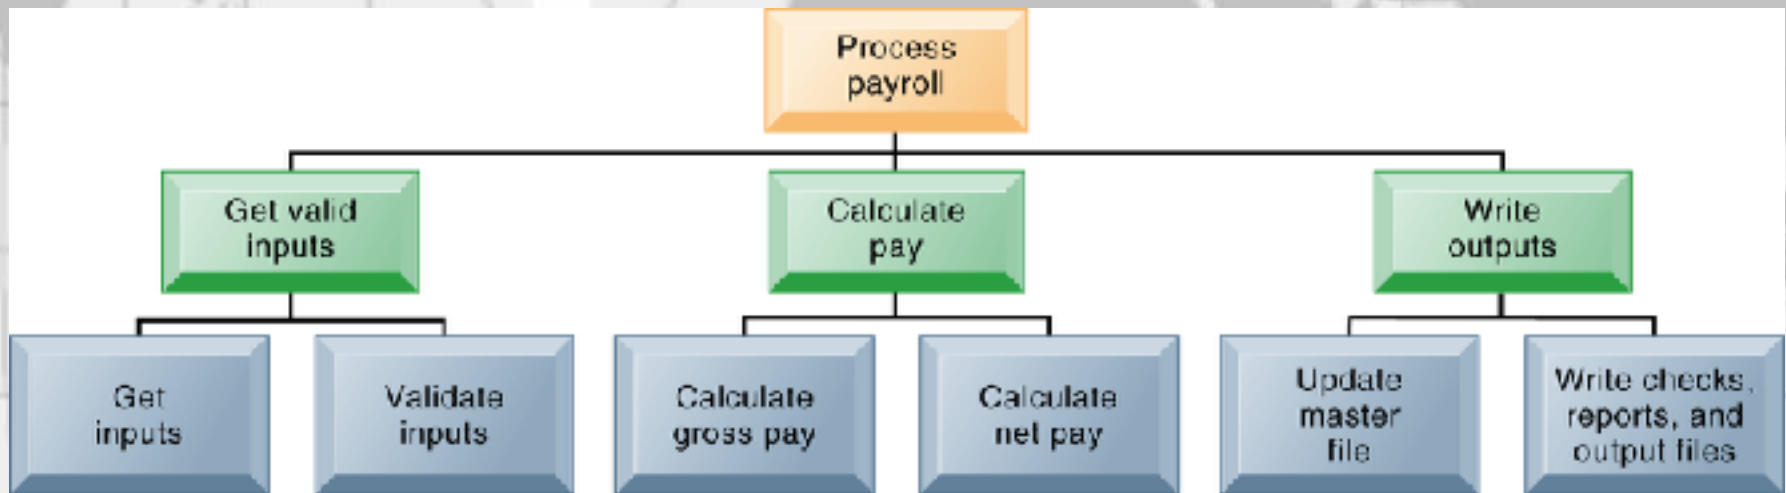 Process
payroll
Get valid
inputs
Calculate
pay
Write
outputs
Get
inputs
Validate
inputs
Calculate
gross pay
Calculate
net pay
Update
master
file
Write checks,
reports, and
output files